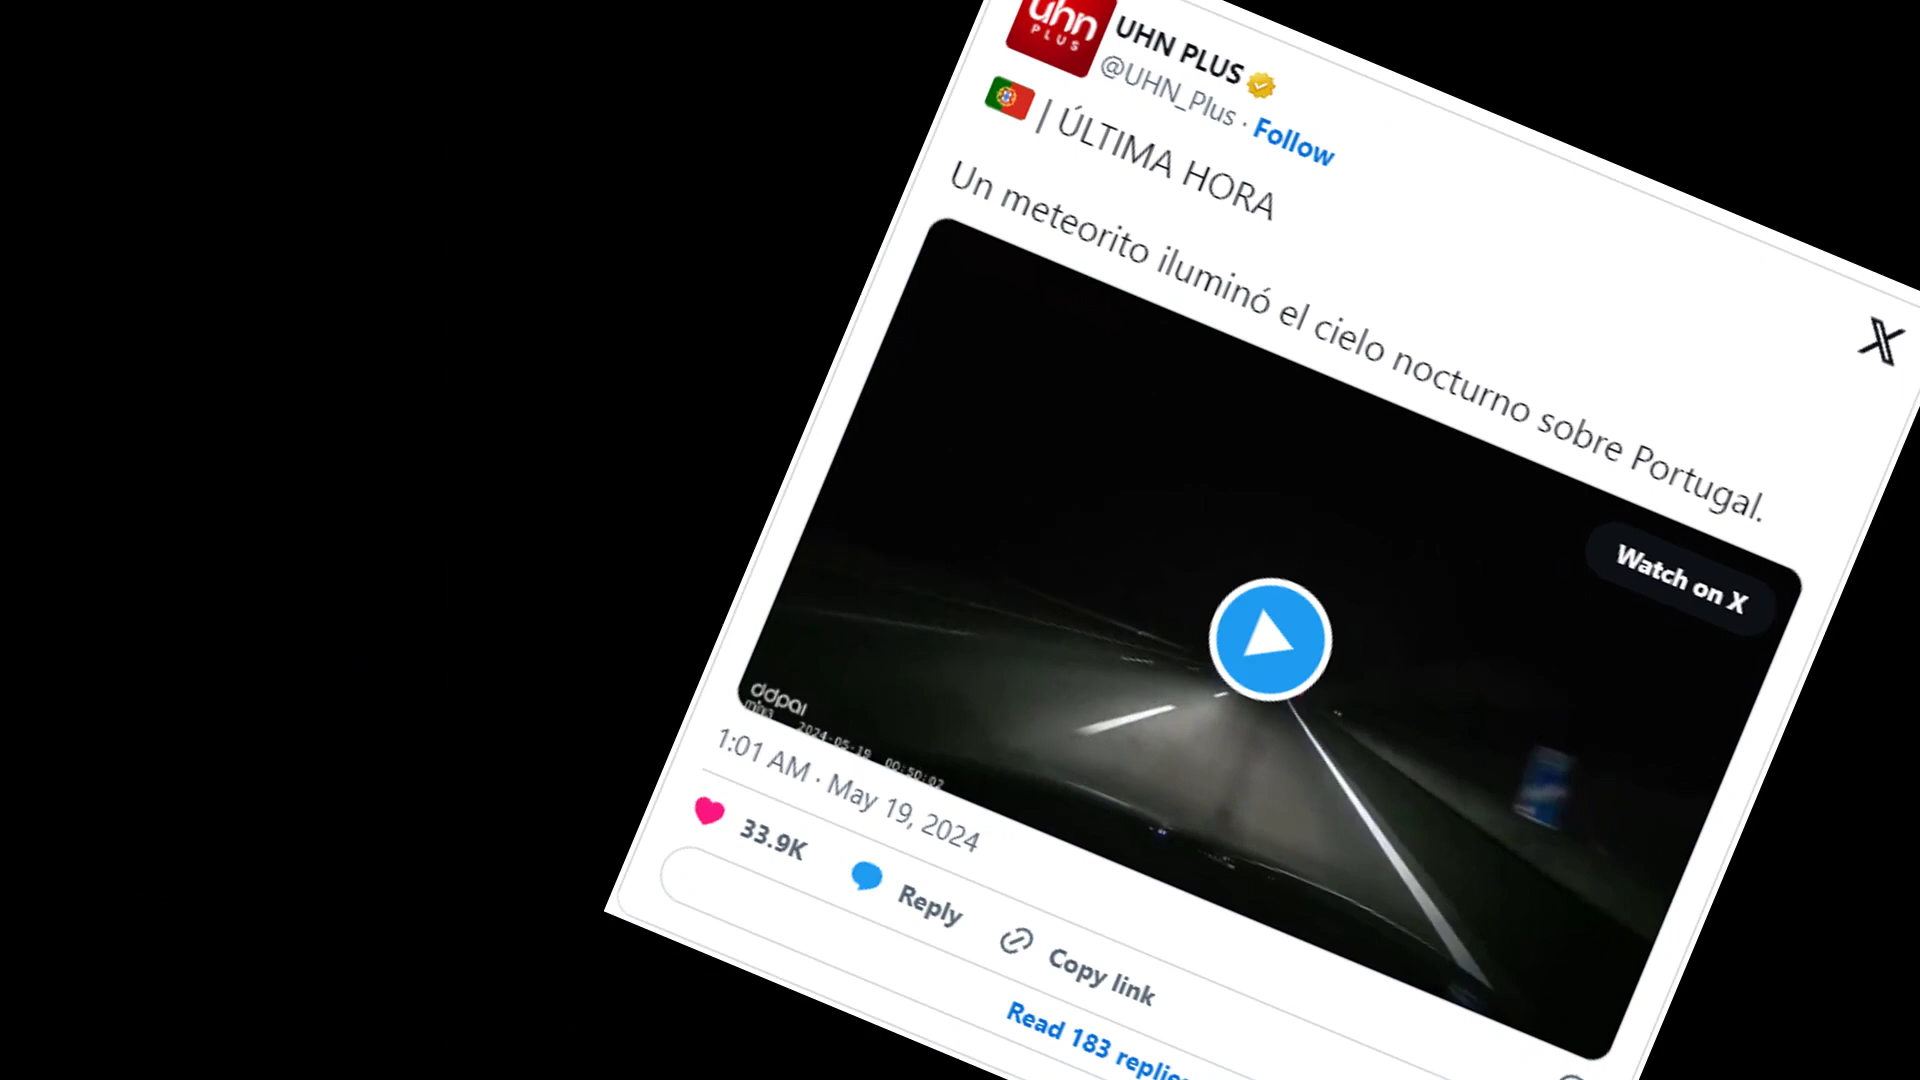 uhn
PLUS
UHN PLUS
@UHN_Plus · Follow
| ÚLTIMA HORA
Un meteorito iluminó el cielo nocturno sobre Portugal.
Watch on X
ddpai
mini3 2024-05-19 00:50:02
1:01 AM · May 19, 2024
33.9K Reply Copy link
Read 183 replies